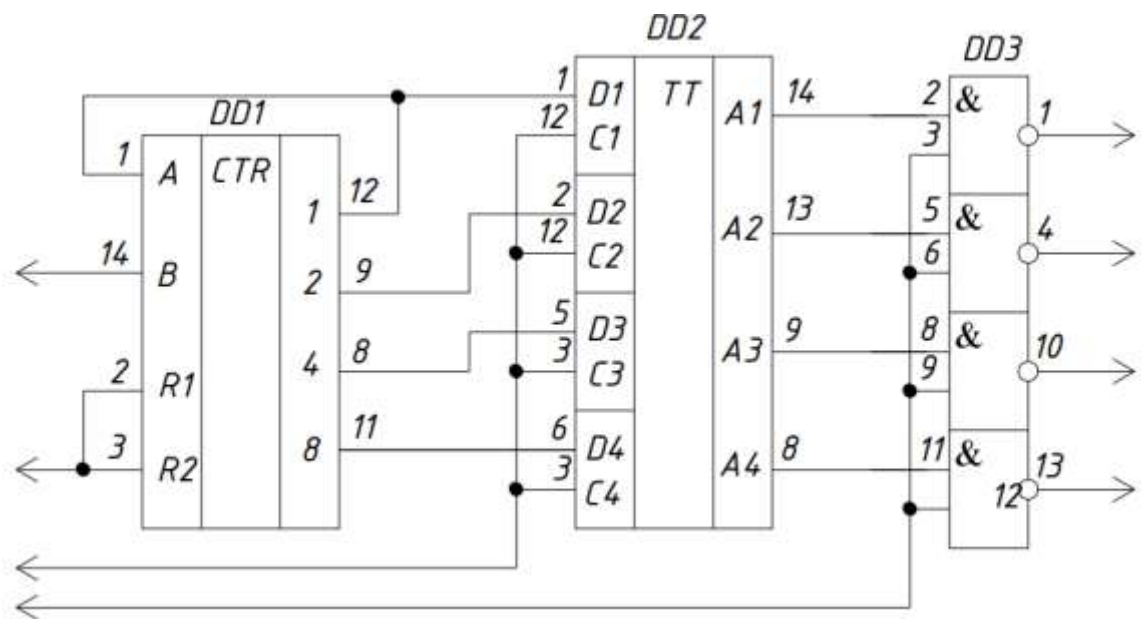 DD2
DD3
DD1
1 D1 TT A1 14
12 C1
2 &
3
1
1 A CTR
1 12
2 D2
12 C2
A2 13
5 &
6
4
14 B
2 9
4 8
5 D3
3 C3
A3 9
8 &
9
10
2 R1
3 R2
8 11
6 D4
3 C4
A4 8
11 &
12
13